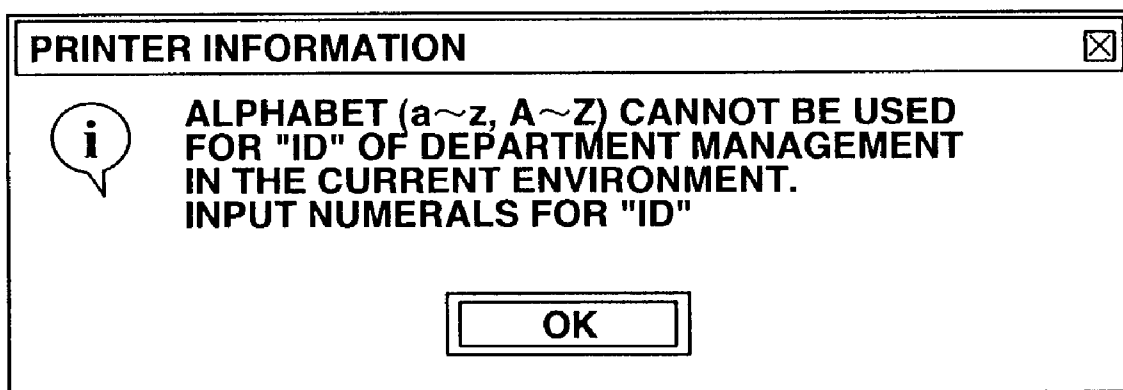 PRINTER INFORMATION
i
ALPHABET (a～z, A～Z) CANNOT BE USED
FOR "ID" OF DEPARTMENT MANAGEMENT
IN THE CURRENT ENVIRONMENT.
INPUT NUMERALS FOR "ID"
OK